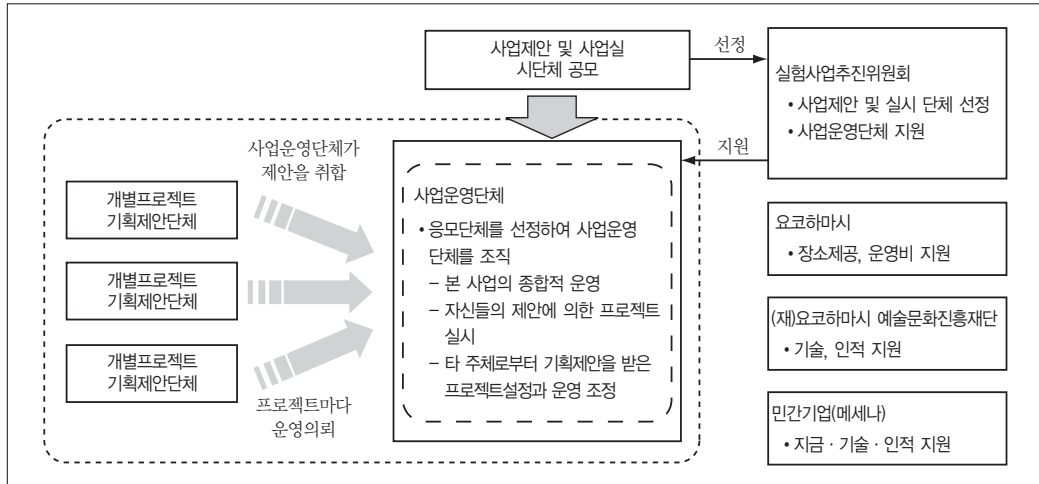 사업제안 및 사업실
시단체 공모
선정
실험사업추진위원회
• 사업제안 및 실시 단체 선정
• 사업운영단체 지원
지원
사업운영단체가
제안을 취합
개별프로젝트
기획제안단체
개별프로젝트
기획제안단체
개별프로젝트
기획제안단체
프로젝트마다
운영의뢰
사업운영단체
• 응모단체를 선정하여 사업운영
단체를 조직
– 본 사업의 종합적 운영
– 자신들의 제안에 의한 프로젝트
실시
– 타 주체로부터 기획제안을 받은
프로젝트설정과 운영 조정
요코하마시
• 장소제공, 운영비 지원
(재)요코하마시 예술문화진흥재단
• 기술, 인적 지원
민간기업(메세나)
• 지금 · 기술 · 인적 지원